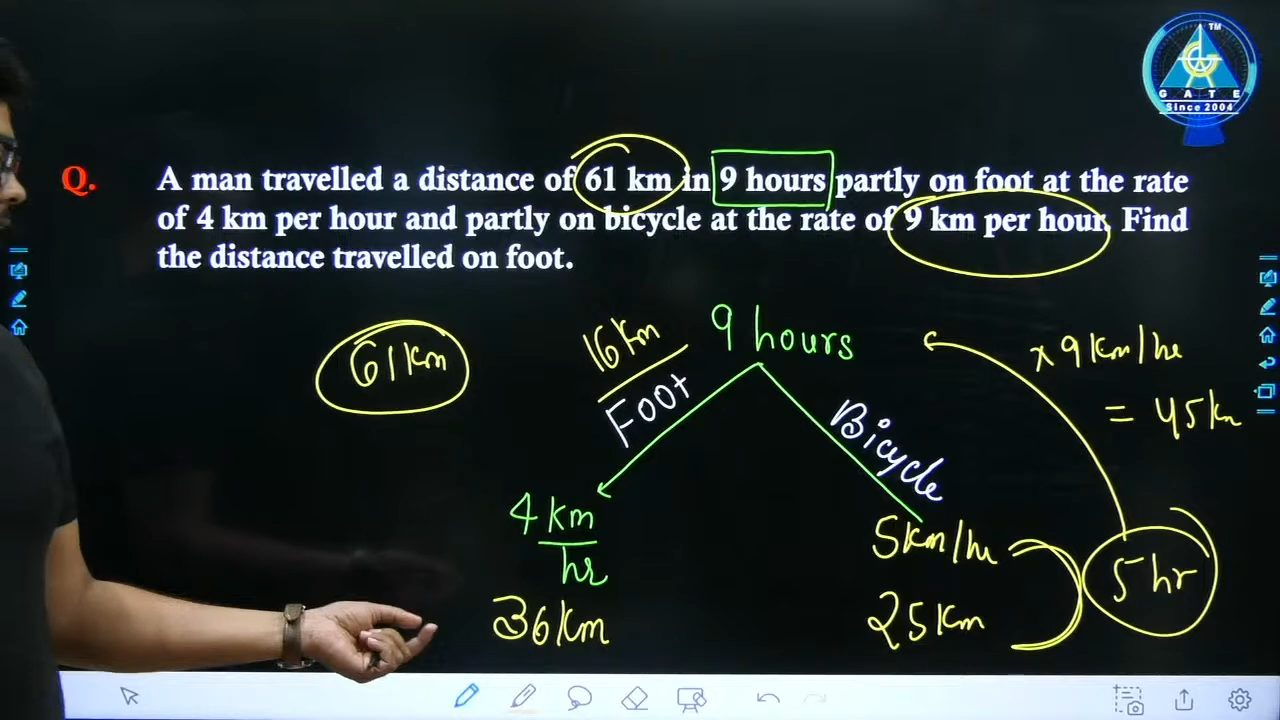 TM
GATE
Since 2004
Q. A man travelled a distance of 61 km in 9 hours partly on foot at the rate
of 4 km per hour and partly on bicycle at the rate of 9 km per hour. Find
the distance travelled on foot.
61km
16km
Foot
9 hours
Bicycle
x 9km/hr
= 45km
4 km
hr
36km
5km/hr
25km
5 hr